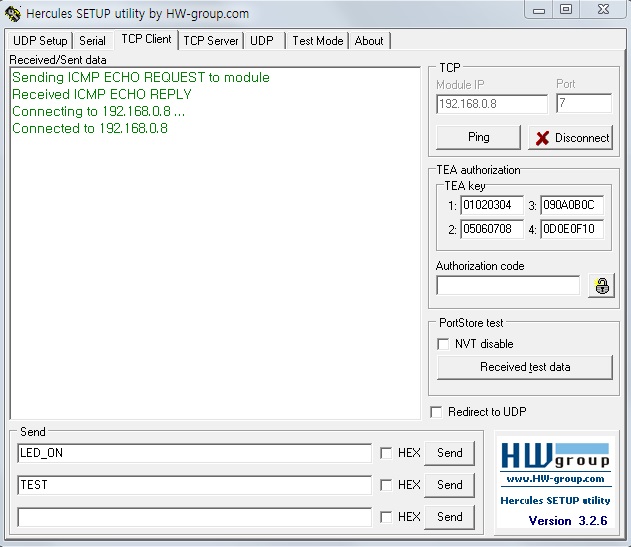 Hercules SETUP utility by HW-group.com
UDP Setup Serial TCP Client TCP Server UDP Test Mode About
Received/Sent data
Sending ICMP ECHO REQUEST to module
Received ICMP ECHO REPLY
Connecting to 192.168.0.8 ...
Connected to 192.168.0.8
TCP
Module IP Port
192.168.0.8 7
Ping Disconnect
TEA authorization
TEA key
1: 01020304 3: 090A0B0C
2: 05060708 4: 0D0E0F10
Authorization code
PortStore test
NVT disable
Received test data
Redirect to UDP
Send
LED_ON HEX Send
TEST HEX Send
HEX Send
HW group
www.HW-group.com
Hercules SETUP utility
Version 3.2.6